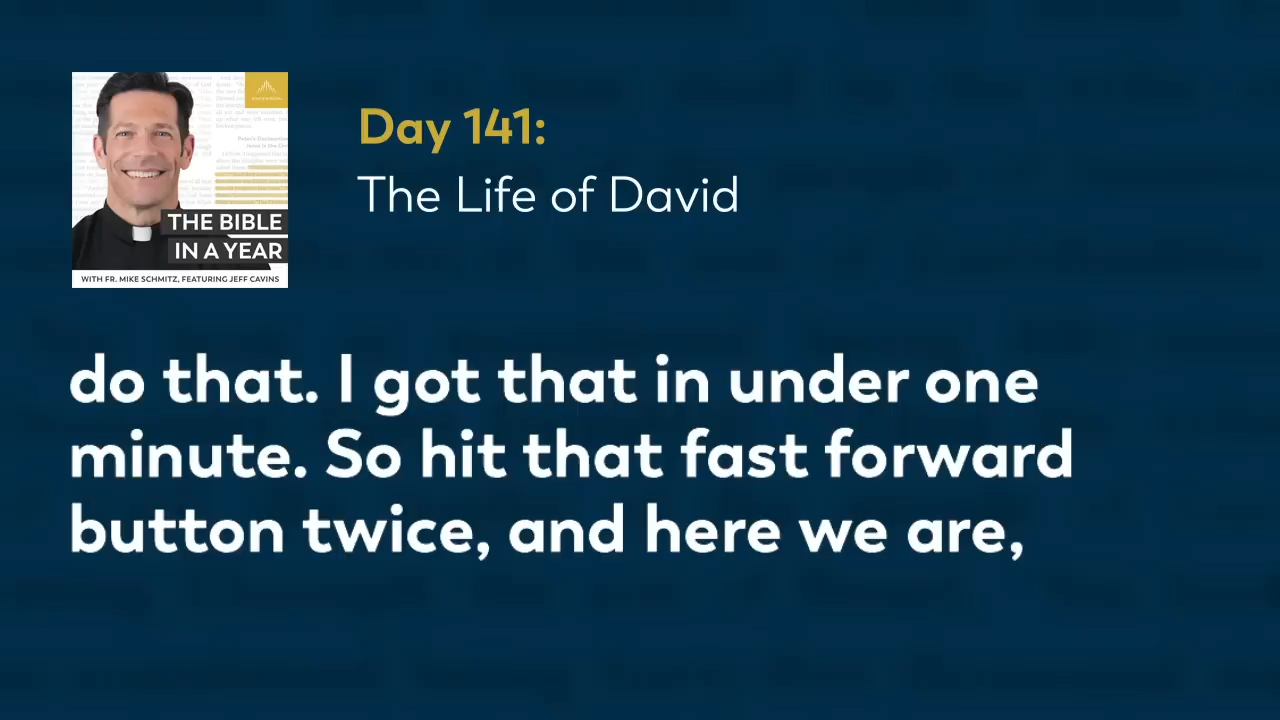 THE BIBLE
IN A YEAR
WITH FR. MIKE SCHMITZ, FEATURING JEFF CAVINS
Day 141:
The Life of David
do that. I got that in under one
minute. So hit that fast forward
button twice, and here we are,